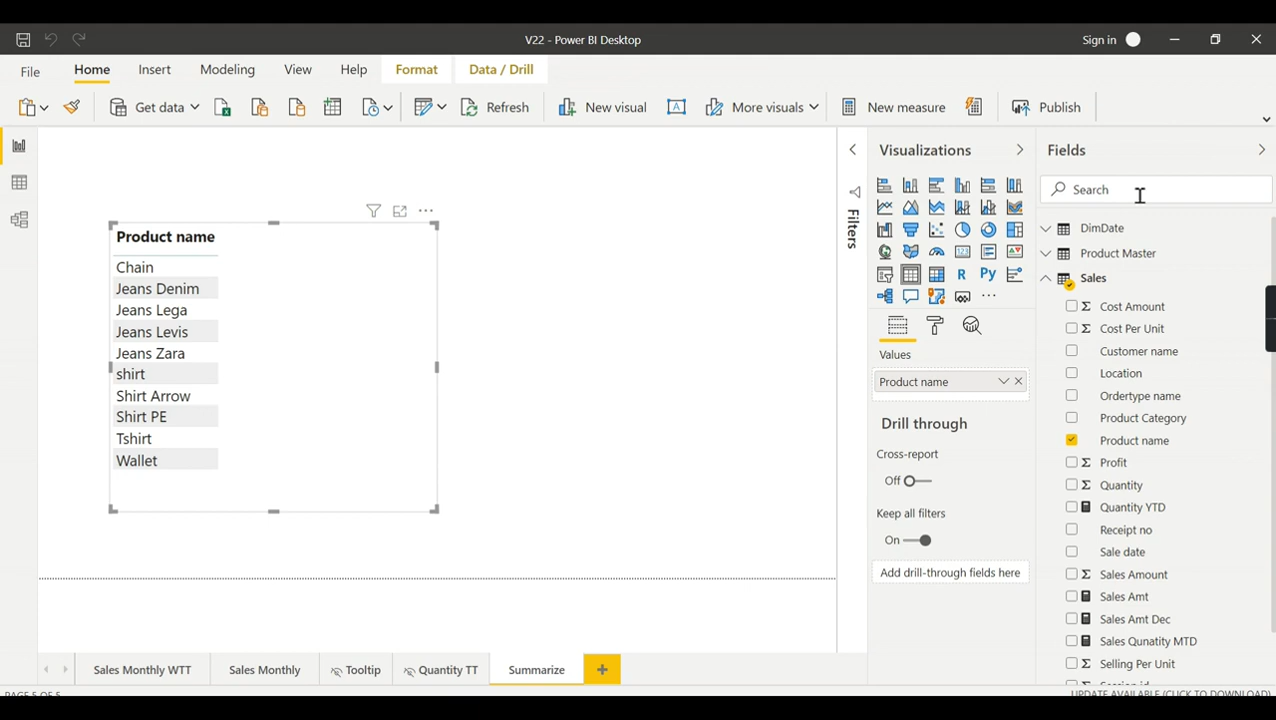 V22 - Power BI Desktop
Sign in
File
Home
Insert
Modeling
View
Help
Format
Data / Drill
Get data
Refresh
New visual
More visuals
New measure
Publish
Product name
Chain
Jeans Denim
Jeans Lega
Jeans Levis
Jeans Zara
shirt
Shirt Arrow
Shirt PE
Tshirt
Wallet
Filters
Visualizations
R
Py
Values
Product name
Drill through
Cross-report
Off
Keep all filters
On
Add drill-through fields here
Fields
Search
DimDate
Product Master
Sales
Σ Cost Amount
Σ Cost Per Unit
Customer name
Location
Ordertype name
Product Category
Product name
Σ Profit
Σ Quantity
Quantity YTD
Receipt no
Sale date
Σ Sales Amount
Sales Amt
Sales Amt Dec
Sales Qunatity MTD
Σ Selling Per Unit
Sales Monthly WTT
Sales Monthly
Tooltip
Quantity TT
Summarize
PAGE 5 OF 5
UPDATE AVAILABLE (CLICK TO DOWNLOAD)